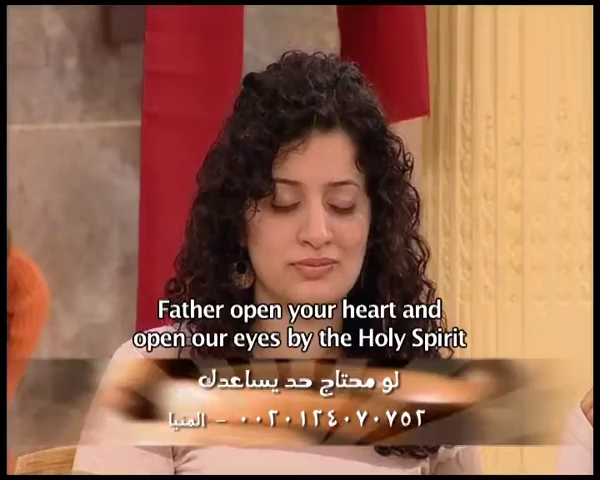 Father open your heart and
open our eyes by the Holy Spirit
لو محتاج حد يساعدك
٠٠٢٠١٢٤٠٧٠٧٥٢ - المنيا